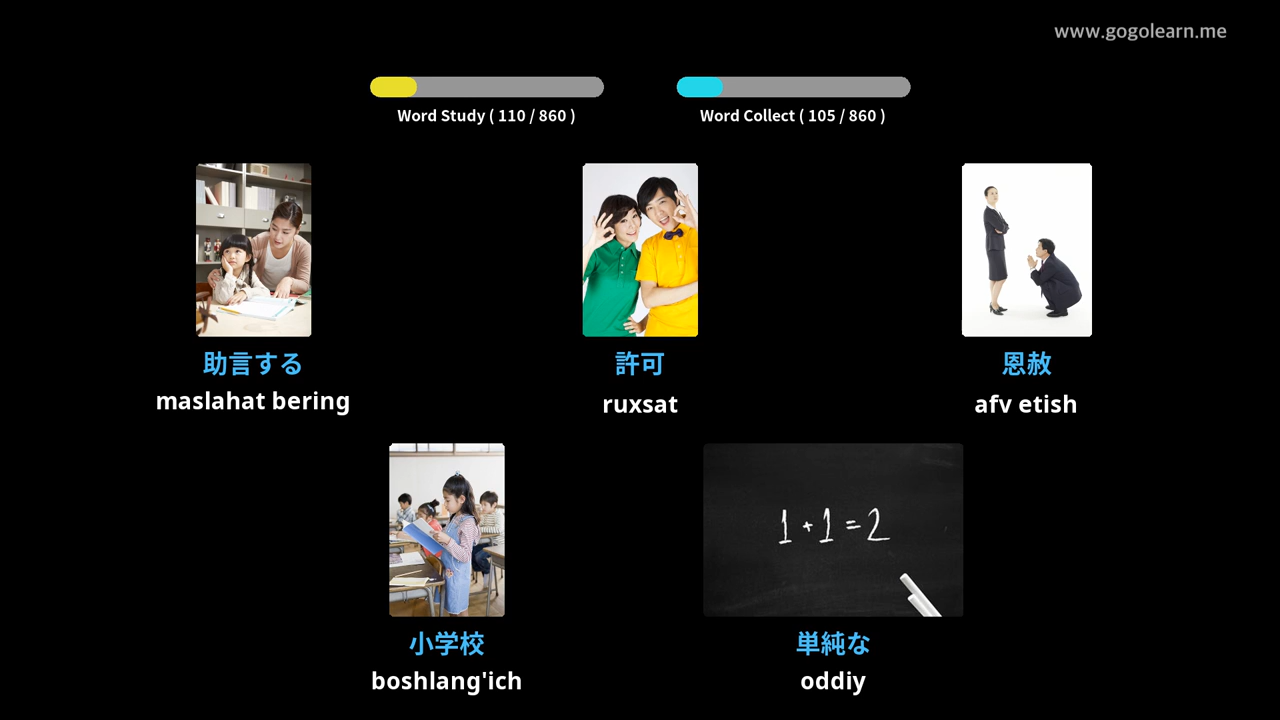 www.gogolearn.me
Word Study ( 110 / 860 )
Word Collect ( 105 / 860 )
助言する
maslahat bering
許可
ruxsat
恩赦
afv etish
小学校
boshlang'ich
1 + 1 = 2
単純な
oddiy